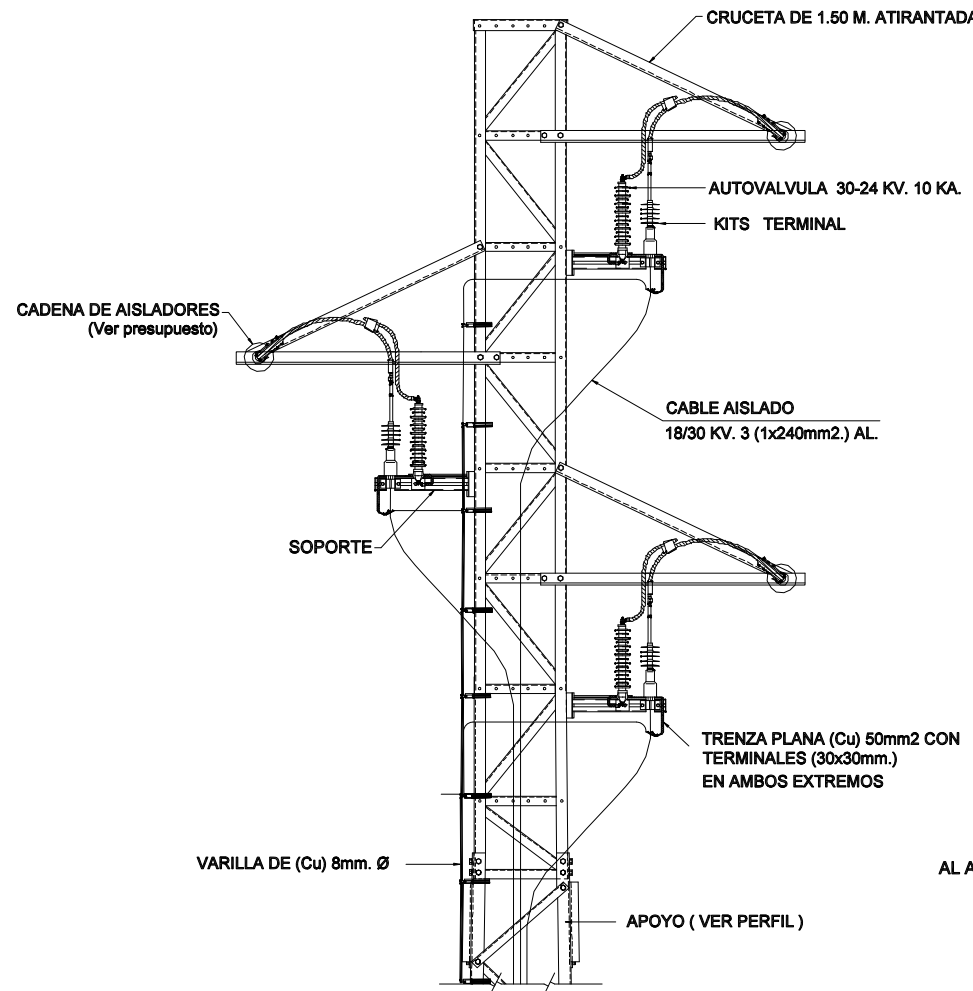 CRUCETA DE 1.50 M. ATIRANTADA
AUTOVALVULA 30-24 KV. 10 KA.
KITS TERMINAL
CADENA DE AISLADORES
(Ver presupuesto)
CABLE AISLADO
18/30 KV. 3 (1x240mm2.) AL.
SOPORTE
TRENZA PLANA (Cu) 50mm2 CON
TERMINALES (30x30mm.)
EN AMBOS EXTREMOS
VARILLA DE (Cu) 8mm. Ø
AL A
APOYO ( VER PERFIL )